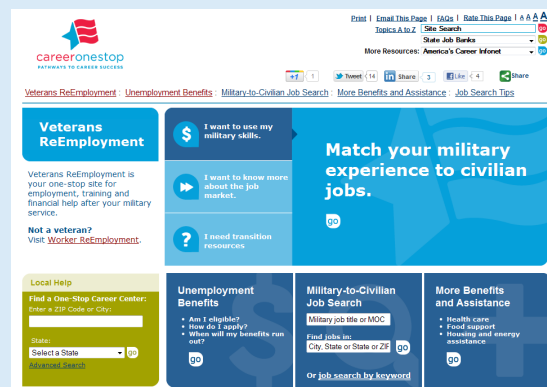 Print | Email This Page | FAQs | Rate This Page | A A A A
Topics A to Z Site Search go
State Job Banks go
More Resources: America's Career Infonet go
careeronestop
PATHWAYS TO CAREER SUCCESS
+1 1 Tweet 14 in Share 3 Like 4 Share
Veterans ReEmployment : Unemployment Benefits : Military-to-Civilian Job Search : More Benefits and Assistance : Job Search Tips
Veterans
ReEmployment
Veterans ReEmployment is
your one-stop site for
employment, training and
financial help after your military
service.
Not a veteran?
Visit Worker ReEmployment.
$ I want to use my
military skills.
I want to know more
about the job
market.
? I need transition
resources
Match your military
experience to civilian
jobs.
go
Local Help
Find a One-Stop Career Center:
Enter a ZIP Code or City:
State:
Select a State go
Advanced Search
Unemployment
Benefits
• Am I eligible?
• How do I apply?
• When will my benefits run
out?
go
Military-to-Civilian
Job Search
Military job title or MOC
Find jobs in:
City, State or State or ZIF go
Or job search by keyword
More Benefits
and Assistance
• Health care
• Food support
• Housing and energy
assistance
go